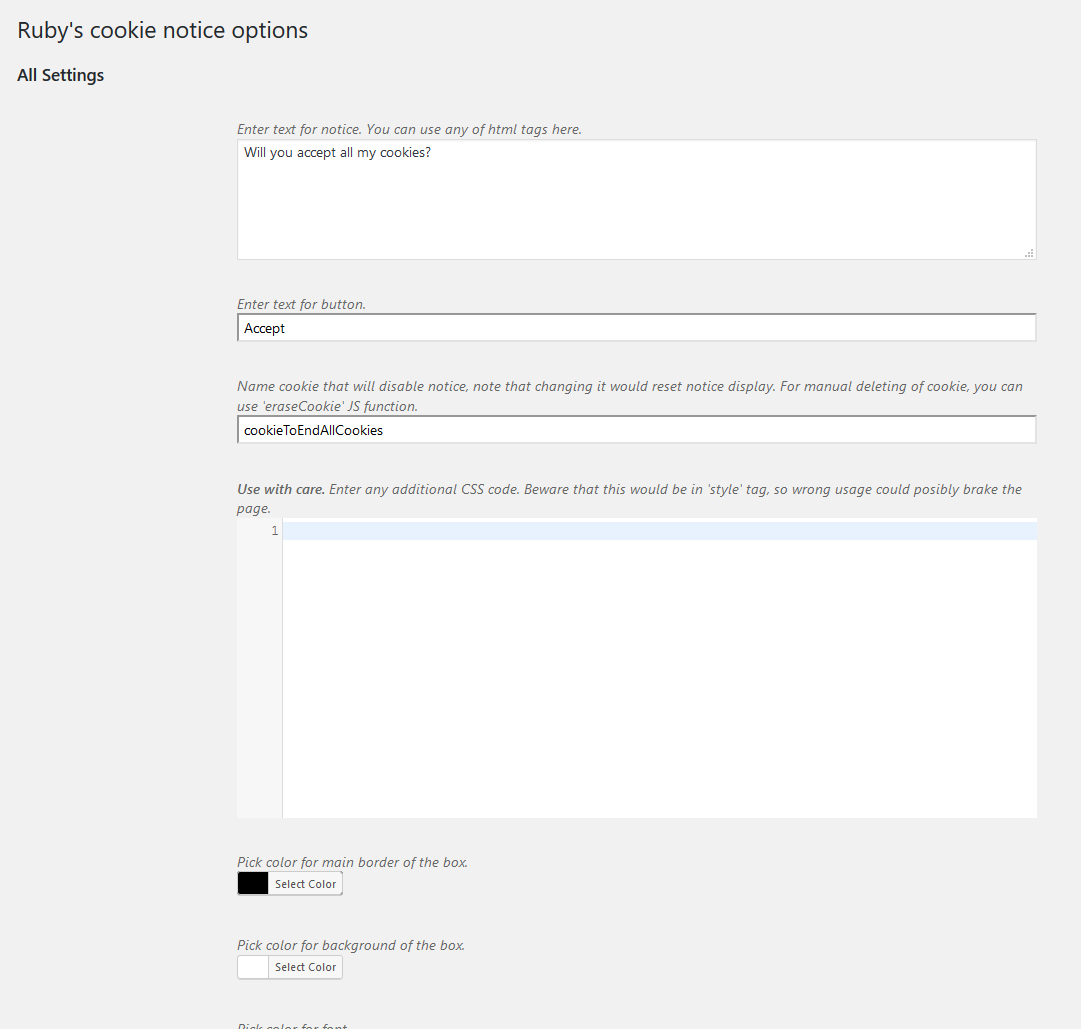 Ruby's cookie notice options
All Settings
Enter text for notice. You can use any of html tags here.
Will you accept all my cookies?
Enter text for button.
Accept
Name cookie that will disable notice, note that changing it would reset notice display. For manual deleting of cookie, you can
use 'eraseCookie' JS function.
cookieToEndAllCookies
Use with care. Enter any additional CSS code. Beware that this would be in 'style' tag, so wrong usage could posibly brake the
page.
1
Pick color for main border of the box.
Select Color
Pick color for background of the box.
Select Color
Pick color for font